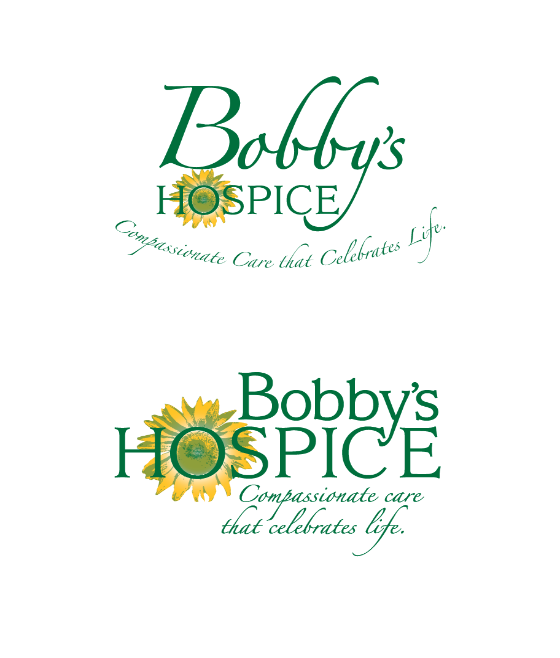 Bobby's
HOSPICE
Compassionate Care that Celebrates Life.
Bobby's
HOSPICE
Compassionate care
that celebrates life.